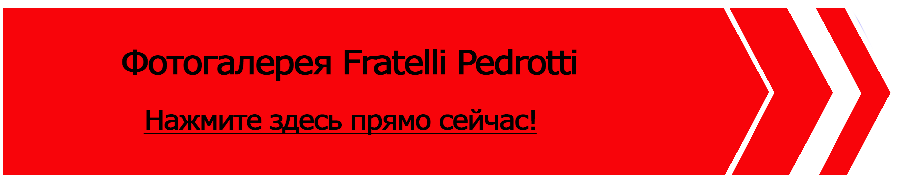 Фотогалерея Fratelli Pedrotti
Нажмите здесь прямо сейчас!